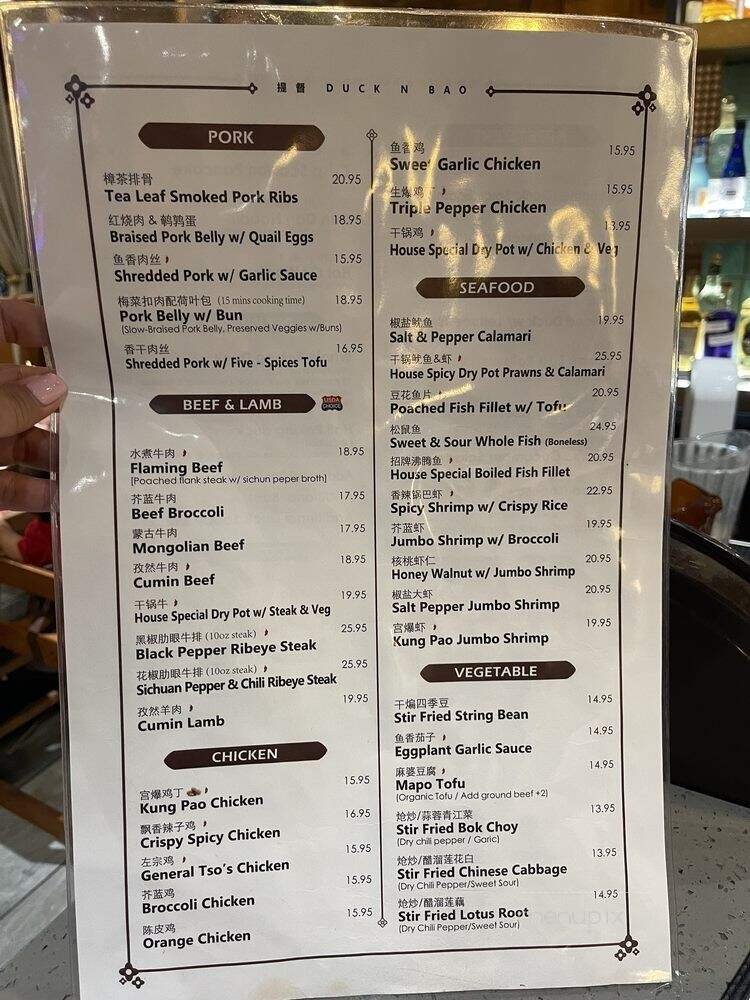 提督 DUCK N BAO
PORK
樟茶排骨 20.95
Tea Leaf Smoked Pork Ribs
红烧肉 & 鹌鹑蛋 18.95
Braised Pork Belly w/ Quail Eggs
鱼香肉丝 15.95
Shredded Pork w/ Garlic Sauce
梅菜扣肉配荷叶包 (15 mins cooking time) 18.95
Pork Belly w/ Bun
(Slow-Braised Pork Belly, Preserved Veggies w/Buns)
香干肉丝 16.95
Shredded Pork w/ Five - Spices Tofu
BEEF & LAMB USDA CHOICE
水煮牛肉 18.95
Flaming Beef
[Poached flank steak w/ sichun peper broth)
芥蓝牛肉 17.95
Beef Broccoli
蒙古牛肉 17.95
Mongolian Beef
孜然牛肉 18.95
Cumin Beef
干锅牛 19.95
House Special Dry Pot w/ Steak & Veg
黑椒肋眼牛排 (10oz steak) 25.95
Black Pepper Ribeye Steak
花椒肋眼牛排 (10oz steak) 25.95
Sichuan Pepper & Chili Ribeye Steak
孜然羊肉 19.95
Cumin Lamb
CHICKEN
宫爆鸡丁 15.95
Kung Pao Chicken
飘香辣子鸡 16.95
Crispy Spicy Chicken
左宗鸡 15.95
General Tso's Chicken
芥蓝鸡 15.95
Broccoli Chicken
陈皮鸡 15.95
Orange Chicken
鱼香鸡 15.95
Sweet Garlic Chicken
生爆鸡丁 15.95
Triple Pepper Chicken
干锅鸡 18.95
House Special Dry Pot w/ Chicken & Veg
SEAFOOD
椒盐鱿鱼 19.95
Salt & Pepper Calamari
干锅鱿鱼&虾 25.95
House Spicy Dry Pot Prawns & Calamari
豆花鱼片 20.95
Poached Fish Fillet w/ Tofu
松鼠鱼 24.95
Sweet & Sour Whole Fish (Boneless)
招牌沸腾鱼 20.95
House Special Boiled Fish Fillet
香辣锅巴虾 22.95
Spicy Shrimp w/ Crispy Rice
芥蓝虾 19.95
Jumbo Shrimp w/ Broccoli
核桃虾仁 20.95
Honey Walnut w/ Jumbo Shrimp
椒盐大虾 20.95
Salt Pepper Jumbo Shrimp
宫爆虾 19.95
Kung Pao Jumbo Shrimp
VEGETABLE
干煸四季豆 14.95
Stir Fried String Bean
鱼香茄子 14.95
Eggplant Garlic Sauce
麻婆豆腐 14.95
Mapo Tofu
(Organic Tofu / Add ground beef +2)
炝炒/蒜蓉青江菜 13.95
Stir Fried Bok Choy
(Dry chili pepper / Garic)
炝炒/醋溜莲花白 13.95
Stir Fried Chinese Cabbage
(Dry Chili Pepper/Sweet Sour)
炝炒/醋溜莲藕 14.95
Stir Fried Lotus Root
(Dry Chili Pepper/Sweet Sour)